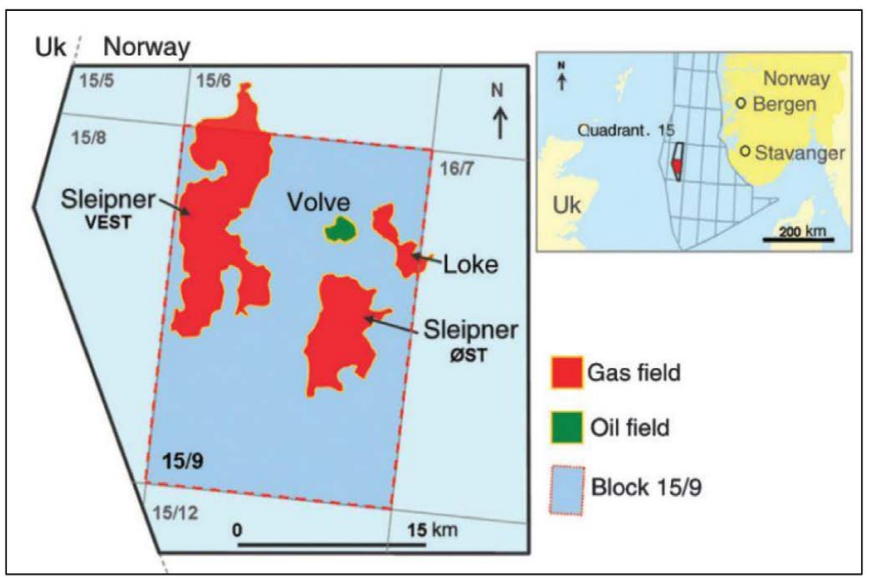 Uk Norway
15/5
15/6
15/8
N
16/7
Sleipner
VEST
Volve
Loke
Sleipner
ØST
15/9
15/12
0 15 km
N
Norway
Bergen
Quadrant. 15
Stavanger
Uk
200 km
Gas field
Oil field
Block 15/9